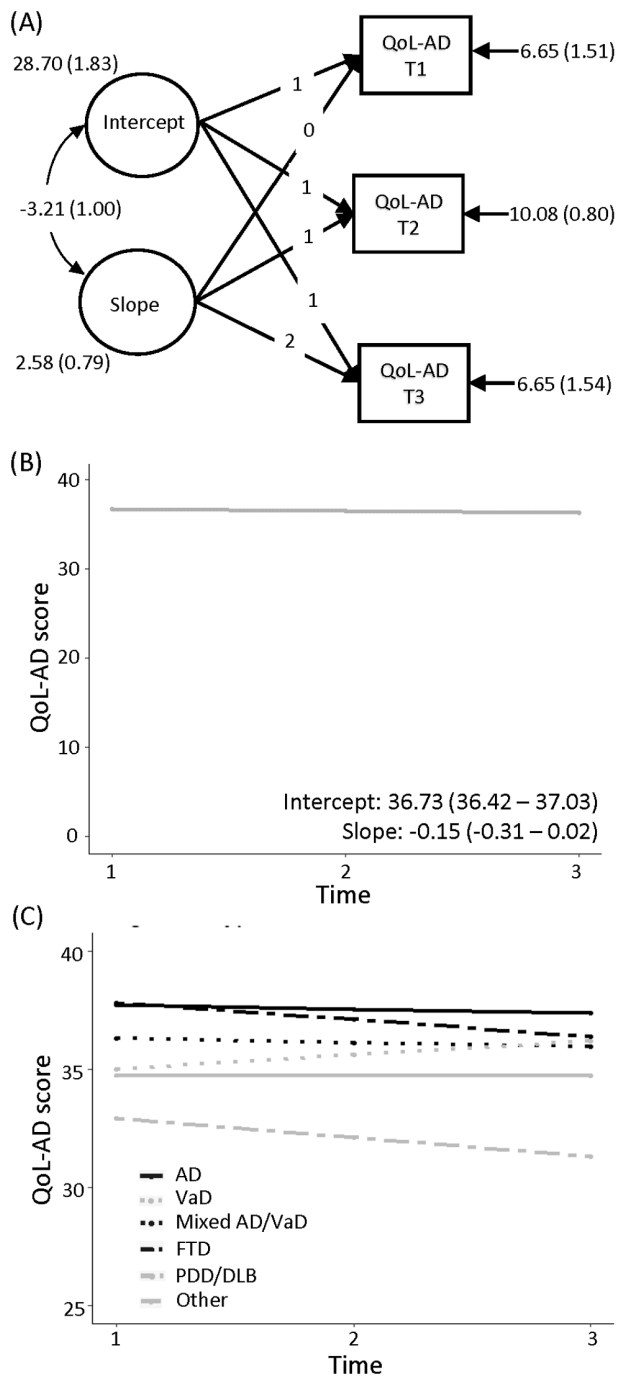 (A)
28.70 (1.83)
Intercept
-3.21 (1.00)
Slope
2.58 (0.79)
1
0
1
1
1
2
QoL-AD
T1
6.65 (1.51)
QoL-AD
T2
10.08 (0.80)
QoL-AD
T3
6.65 (1.54)
(B)
QoL-AD score
40
30
20
10
0
Intercept: 36.73 (36.42 – 37.03)
Slope: -0.15 (-0.31 – 0.02)
1
2
3
Time
(C)
QoL-AD score
40
35
30
25
AD
VaD
Mixed AD/VaD
FTD
PDD/DLB
Other
1
2
3
Time